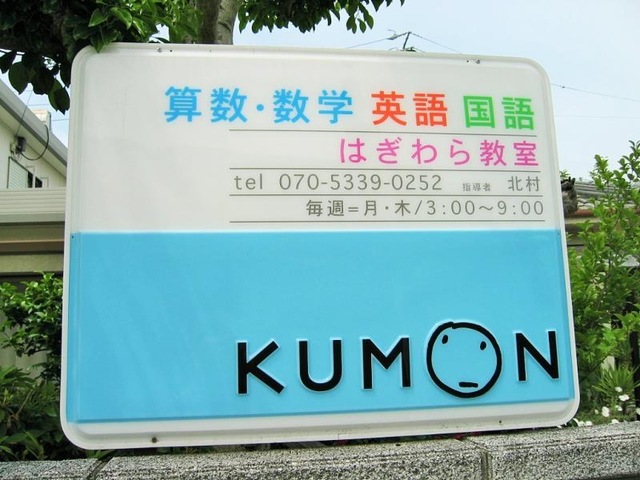 算数・数学 英語 国語
はぎわら教室
tel 070-5339-0252 指導者 北村
毎週=月・木/3:00〜9:00
KUMON